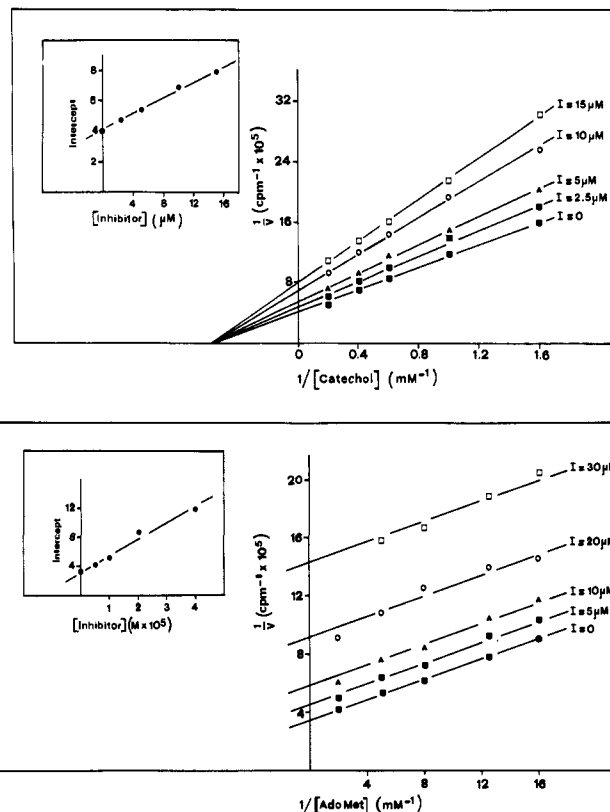 8
6
4
2
Intercept
0 4 8 12 16
[Inhibitor] (μM)
32
24
16
8
1/v (cpm⁻¹ x 10⁵)
I = 15μM
I = 10μM
I = 5μM
I = 2.5μM
I = 0
0 0.4 0.8 1.2 1.6
1/[Catechol] (mM⁻¹)
12
8
4
Intercept
1 2 3 4
[Inhibitor] (M x 10⁵)
20
16
12
8
4
1/v (cpm⁻⁸ x 10⁵)
I = 30μM
I = 20μM
I = 10μM
I = 5μM
I = 0
4 8 12 16
1/[AdoMet] (mM⁻¹)